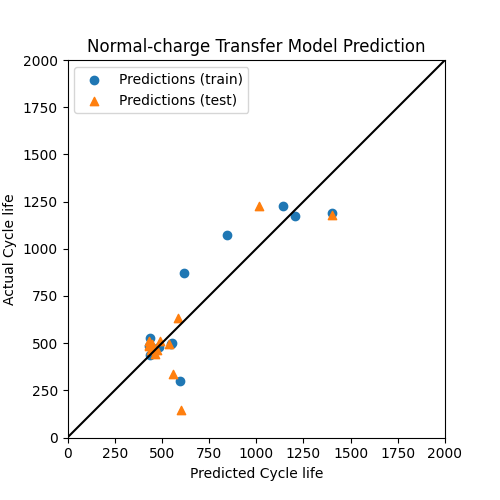 Normal-charge Transfer Model Prediction
Predictions (train)
Predictions (test)
Actual Cycle life
2000
1750
1500
1250
1000
750
500
250
0
0 250 500 750 1000 1250 1500 1750 2000
Predicted Cycle life